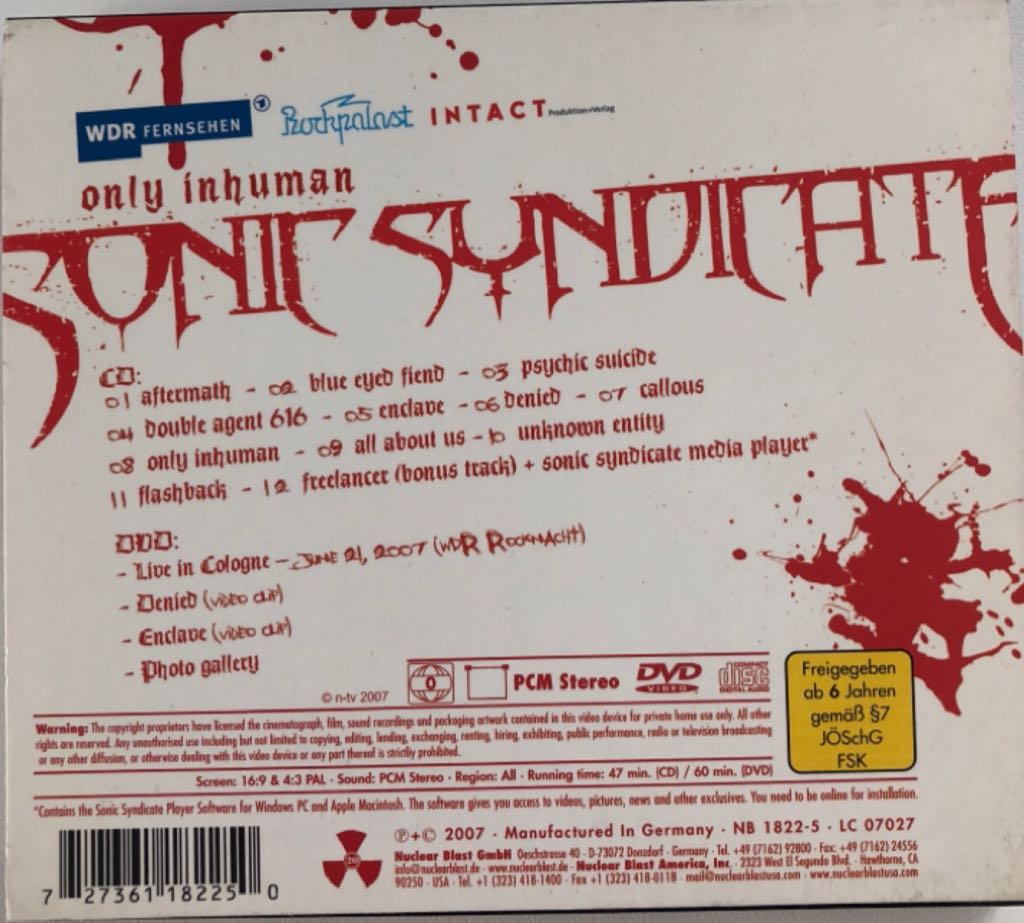 WDR FERNSEHEN Rockpalast INTACT Produktion+Verlag
only inhuman
SONIC SYNDICATE
CD:
01 aftermath - 02 blue eyed fiend - 03 psychic suicide
04 double agent 616 - 05 enclave - 06 Denied - 07 callous
08 only inhuman - 09 all about us - 10 unknown entity
11 flashback - 12 freelancer (bonus track) + sonic syndicate media player*
DVD:
- Live in Cologne - June 21, 2007 (WDR Rocknacht)
- Denied (video clip)
- Enclave (video clip)
- Photo gallery
© n-tv 2007
0
PCM Stereo
DVD VIDEO
COMPACT disc DIGITAL AUDIO
Freigegeben
ab 6 Jahren
gemäß §7
JÖSchG
FSK
Warning: The copyright proprietors have licensed the cinematograph, film, sound recordings and packaging artwork contained in this video device for private home use only. All other
rights are reserved. Any unauthorised use including but not limited to copying, editing, lending, exchanging, renting, hiring, exhibiting, public performance, radio or television broadcasting
or any other diffusion, or otherwise dealing with this video device or any part thereof is strictly prohibited.
Screen: 16:9 & 4:3 PAL · Sound: PCM Stereo · Region: All · Running time: 47 min. (CD) / 60 min. (DVD)
*Contains the Sonic Syndicate Player Software for Windows PC and Apple Macintosh. The software gives you access to videos, pictures, news and other exclusives. You need to be online for installation.
7 27361 18225 0
℗+© 2007 · Manufactured In Germany · NB 1822-5 · LC 07027
Nuclear Blast GmbH Oeschstrasse 40 · D-73072 Donzdorf · Germany · Tel. +49 (7162) 92800 · Fax: +49 (7162) 24556
info@nuclearblast.de · www.nuclearblast.de · Nuclear Blast America, Inc. · 2323 West El Segundo Blvd. · Hawthorne, CA
90250 · USA · Tel. +1 (323) 418-1400 · Fax +1 (323) 418-0118 · mail@nuclearblastusa.com · www.nuclearblastusa.com